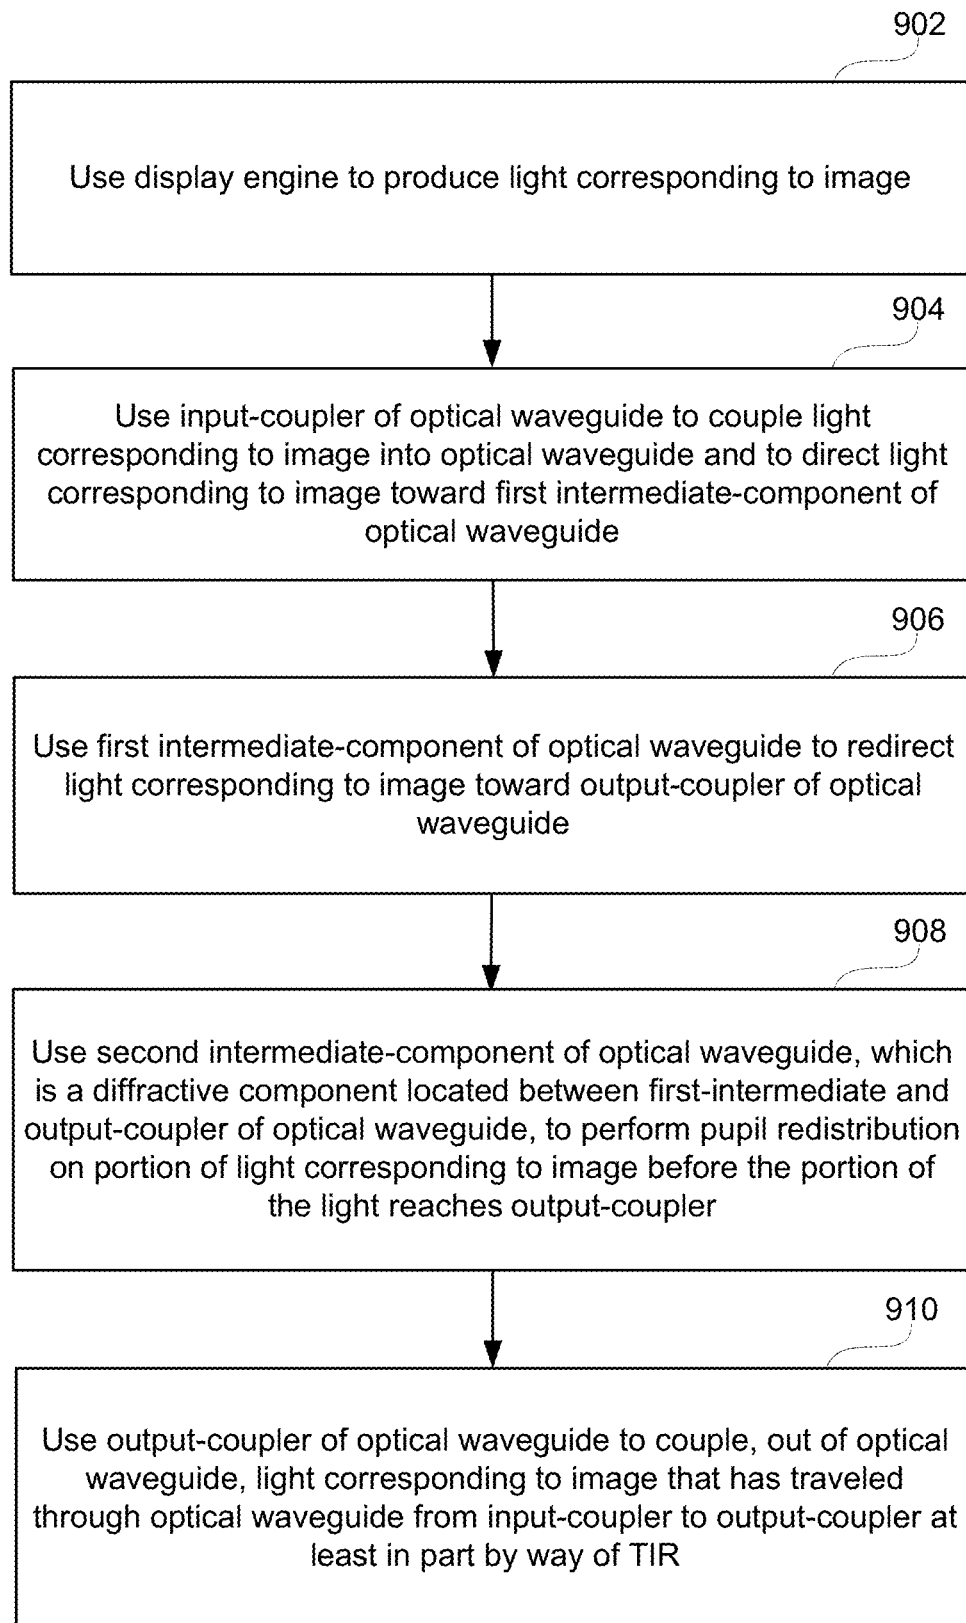 902
Use display engine to produce light corresponding to image
904
Use input-coupler of optical waveguide to couple light
corresponding to image into optical waveguide and to direct light
corresponding to image toward first intermediate-component of
optical waveguide
906
Use first intermediate-component of optical waveguide to redirect
light corresponding to image toward output-coupler of optical
waveguide
908
Use second intermediate-component of optical waveguide, which
is a diffractive component located between first-intermediate and
output-coupler of optical waveguide, to perform pupil redistribution
on portion of light corresponding to image before the portion of
the light reaches output-coupler
910
Use output-coupler of optical waveguide to couple, out of optical
waveguide, light corresponding to image that has traveled
through optical waveguide from input-coupler to output-coupler at
least in part by way of TIR